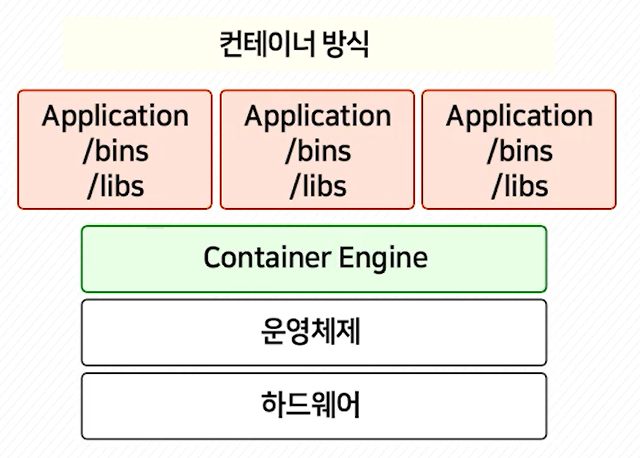 컨테이너 방식
Application Application Application
/bins /bins /bins
/libs /libs /libs
Container Engine
운영체제
하드웨어